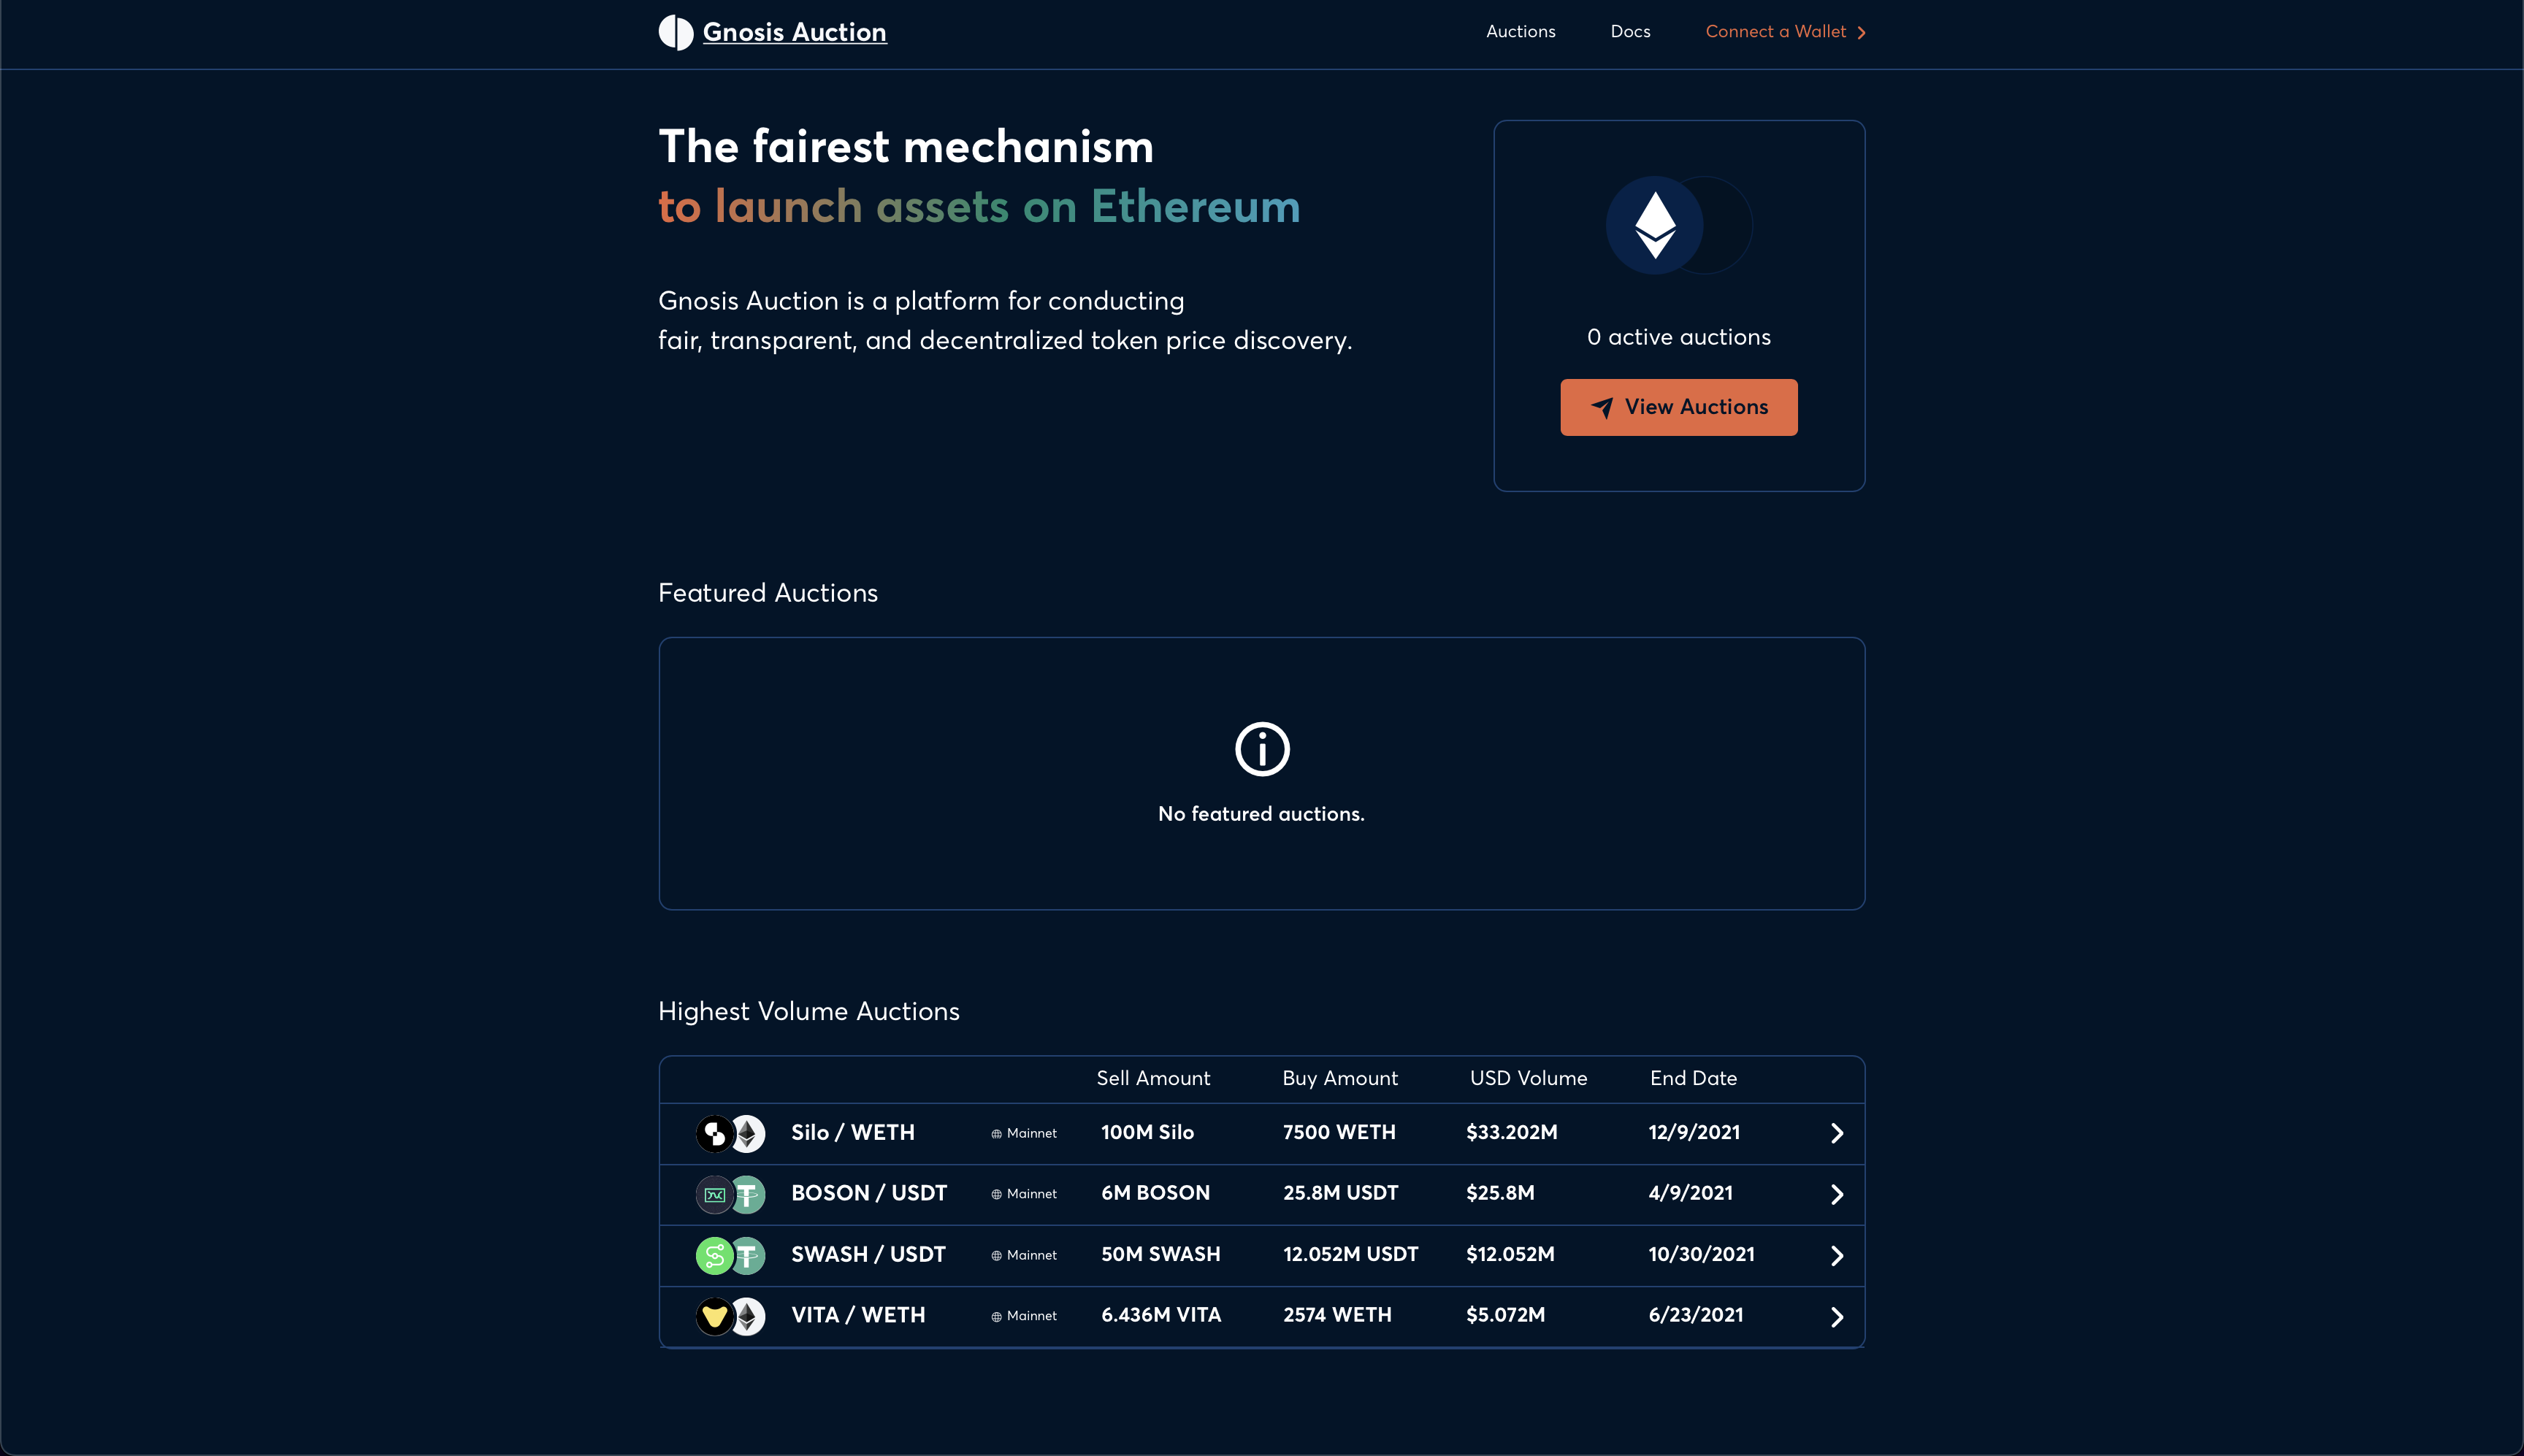 Gnosis Auction
Auctions Docs Connect a Wallet
The fairest mechanism
to launch assets on Ethereum
Gnosis Auction is a platform for conducting
fair, transparent, and decentralized token price discovery.
0 active auctions
View Auctions
Featured Auctions
No featured auctions.
Highest Volume Auctions
Sell Amount Buy Amount USD Volume End Date
Silo / WETH Mainnet 100M Silo 7500 WETH $33.202M 12/9/2021
BOSON / USDT Mainnet 6M BOSON 25.8M USDT $25.8M 4/9/2021
SWASH / USDT Mainnet 50M SWASH 12.052M USDT $12.052M 10/30/2021
VITA / WETH Mainnet 6.436M VITA 2574 WETH $5.072M 6/23/2021